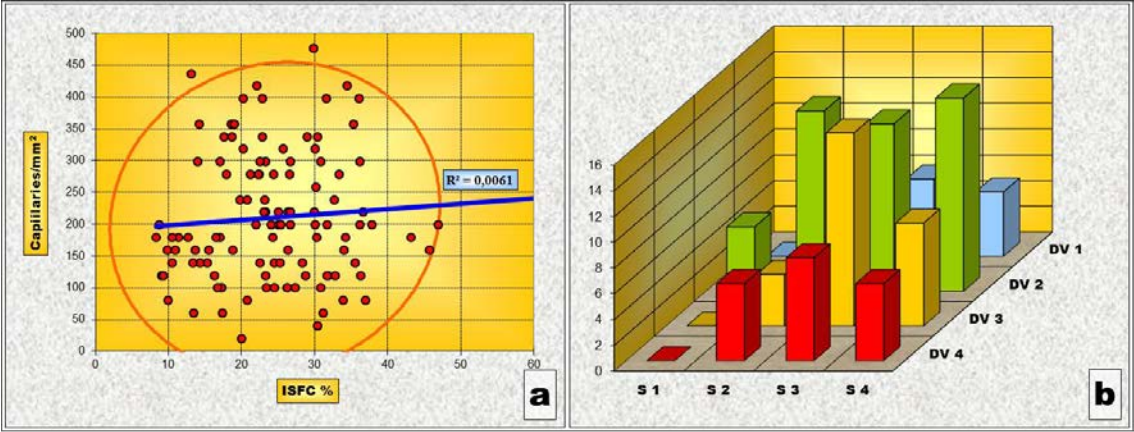 500
450
400
350
300
250
200
150
100
50
0
Capiilaries/mm²
R² = 0,0061
0 10 20 30 40 50 60
ISFC %
a
16
14
12
10
8
6
4
2
0
S 1 S 2 S 3 S 4
DV 1
DV 2
DV 3
DV 4
b